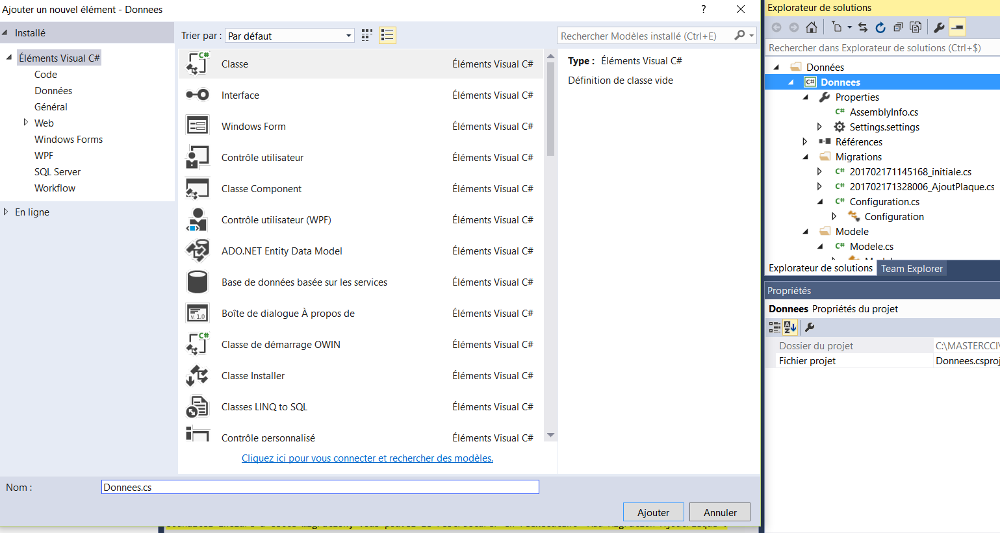 Ajouter un nouvel élément - Donnees
?
Installé
Éléments Visual C#
Code
Données
Général
Web
Windows Forms
WPF
SQL Server
Workflow
En ligne
Trier par :
Par défaut
Rechercher Modèles installé (Ctrl+E)
Classe
Éléments Visual C#
Interface
Éléments Visual C#
Windows Form
Éléments Visual C#
Contrôle utilisateur
Éléments Visual C#
Classe Component
Éléments Visual C#
Contrôle utilisateur (WPF)
Éléments Visual C#
ADO.NET Entity Data Model
Éléments Visual C#
Base de données basée sur les services
Éléments Visual C#
Boîte de dialogue À propos de
Éléments Visual C#
Classe de démarrage OWIN
Éléments Visual C#
Classe Installer
Éléments Visual C#
Classes LINQ to SQL
Éléments Visual C#
Contrôle personnalisé
Éléments Visual C#
Cliquez ici pour vous connecter et rechercher des modèles.
Type : Éléments Visual C#
Définition de classe vide
Nom :
Donnees.cs
Ajouter
Annuler
Explorateur de solutions
Rechercher dans Explorateur de solutions (Ctrl+$)
Données
Donnees
Properties
AssemblyInfo.cs
Settings.settings
Références
Migrations
201702171145168_initiale.cs
201702171328006_AjoutPlaque.cs
Configuration.cs
Configuration
Modele
Modele.cs
Explorateur de solutions
Team Explorer
Propriétés
Donnees Propriétés du projet
Dossier du projet
C:\MASTERCCI
Fichier projet
Donnees.csproj